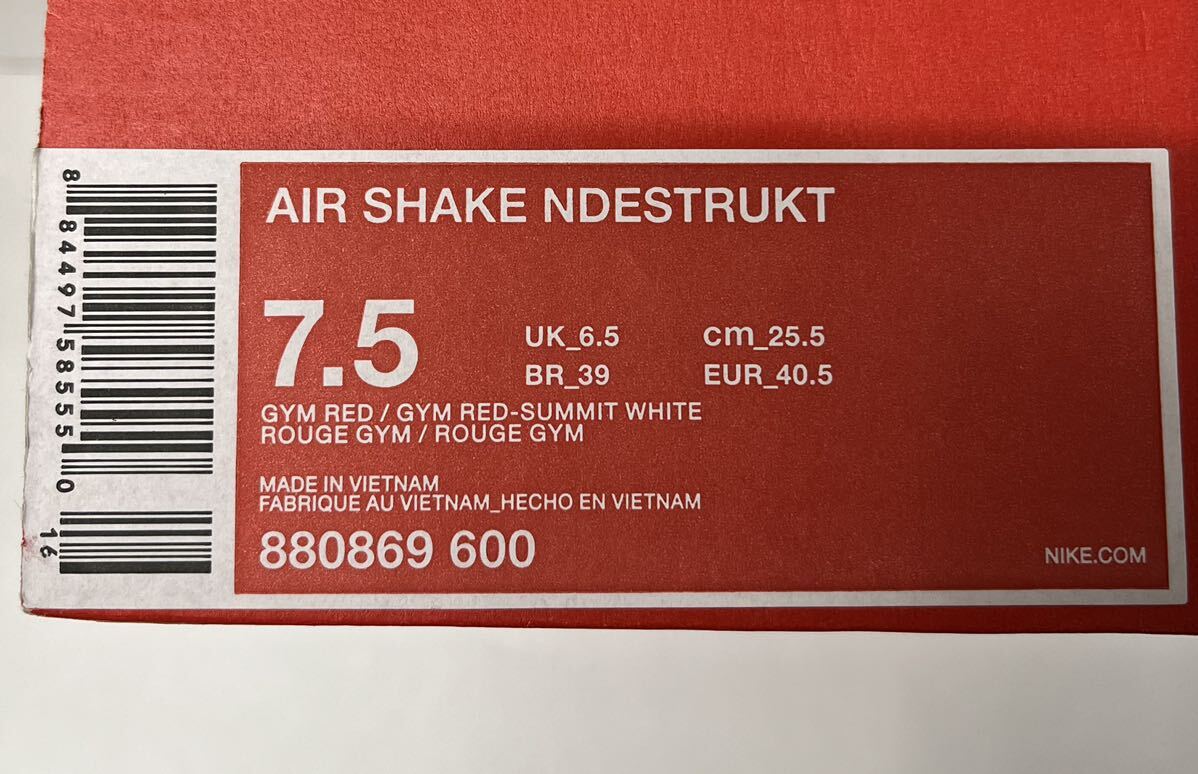 AIR SHAKE NDESTRUKT
7.5
UK_6.5 cm_25.5
BR_39 EUR_40.5
GYM RED / GYM RED-SUMMIT WHITE
ROUGE GYM / ROUGE GYM
MADE IN VIETNAM
FABRIQUE AU VIETNAM_HECHO EN VIETNAM
880869 600
NIKE.COM
8 84497 58555 0
16